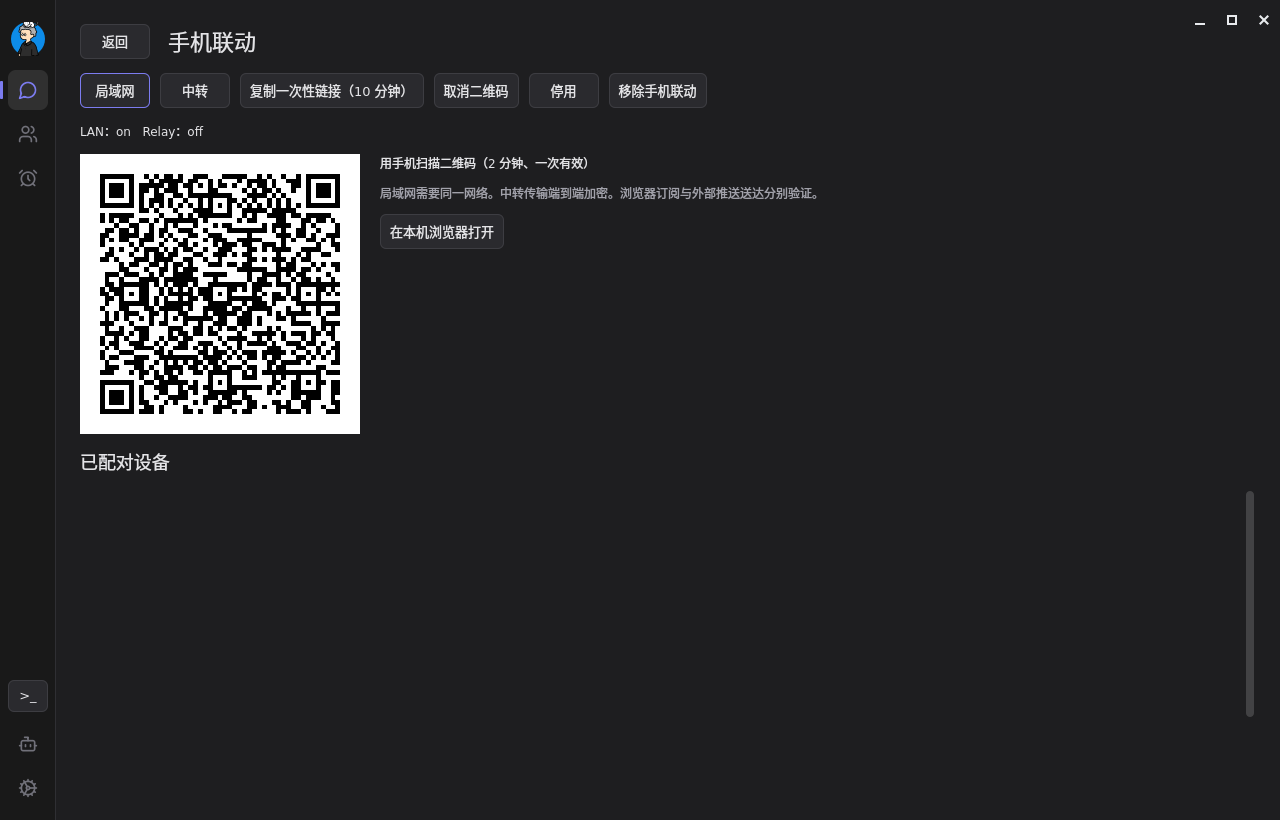 返回
手机联动
局域网
中转
复制一次性链接（10 分钟）
取消二维码
停用
移除手机联动
LAN: on Relay: off
用手机扫描二维码（2 分钟、一次有效）
局域网需要同一网络。中转传输端到端加密。浏览器订阅与外部推送送达分别验证。
在本机浏览器打开
已配对设备
>_